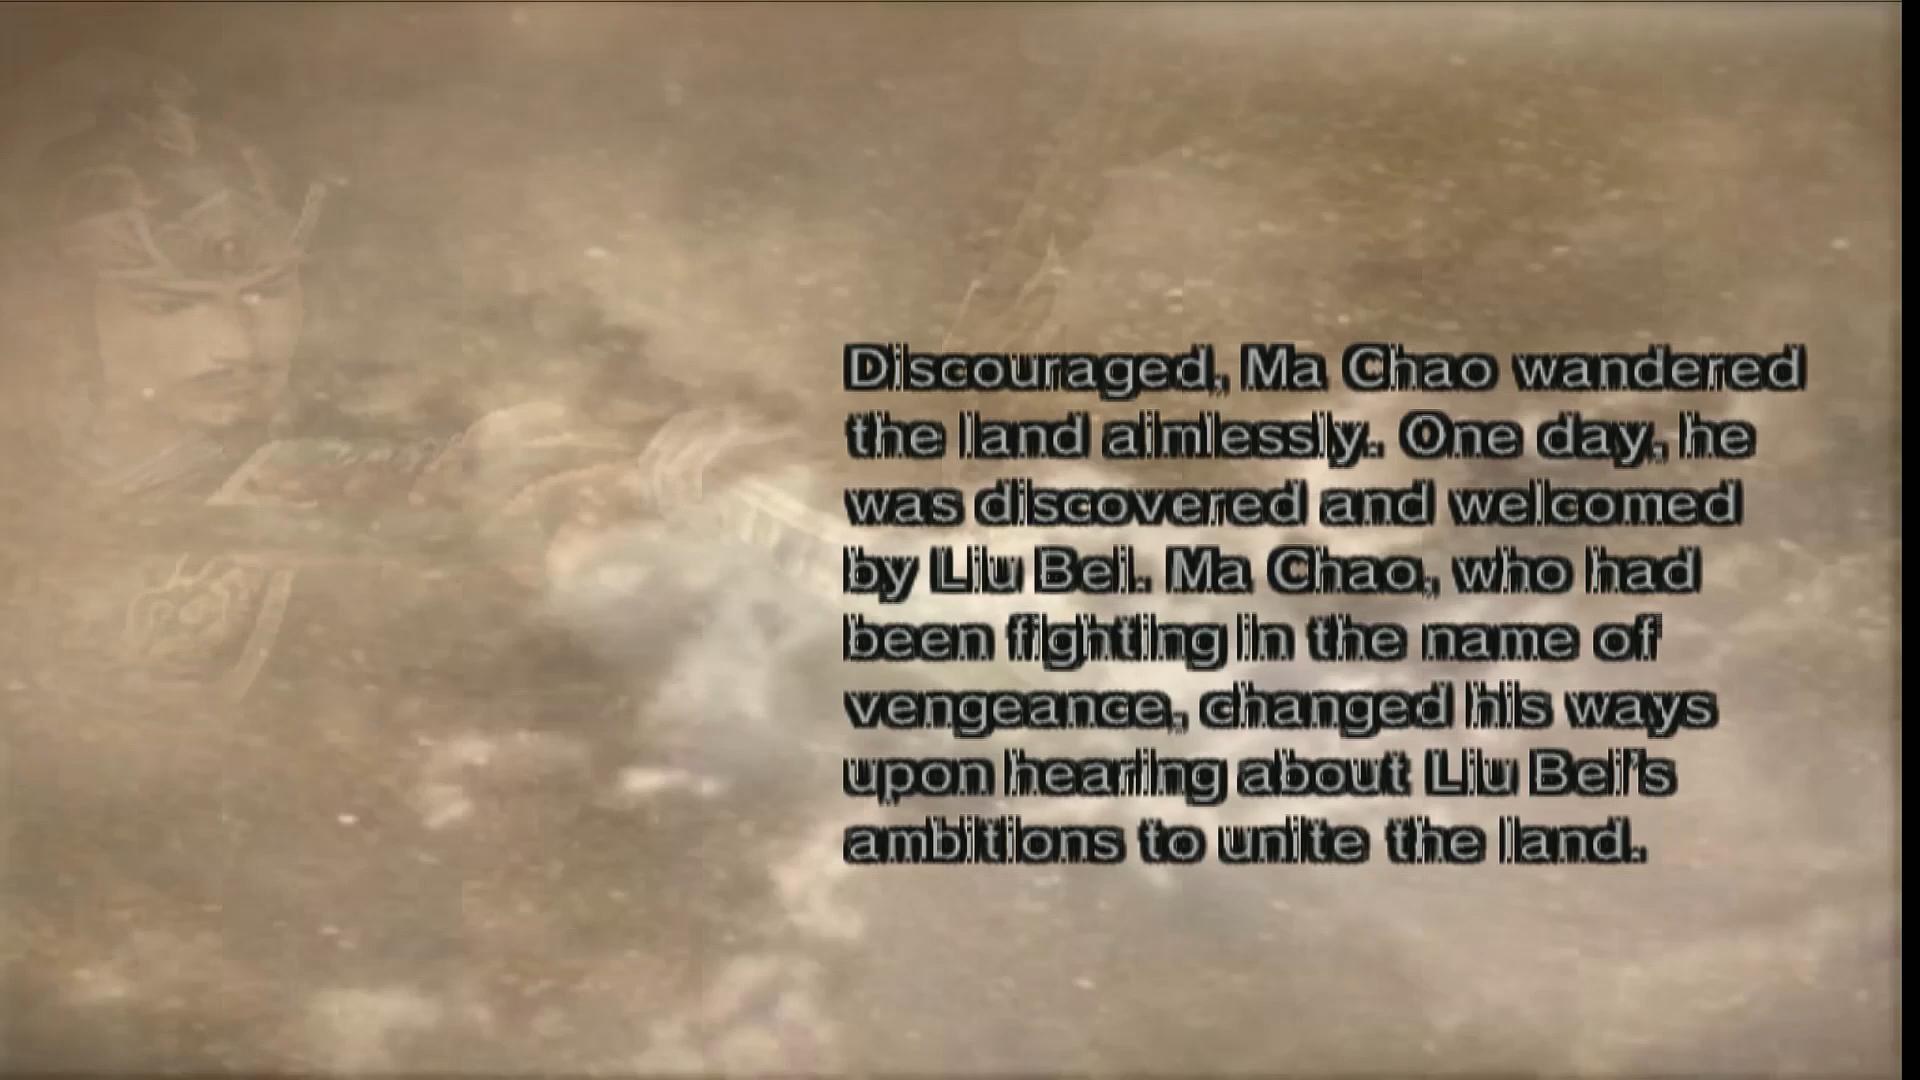 Discouraged, Ma Chao wandered
the land aimlessly. One day, he
was discovered and welcomed
by Liu Bei. Ma Chao, who had
been fighting in the name of
vengeance, changed his ways
upon hearing about Liu Bei's
ambitions to unite the land.